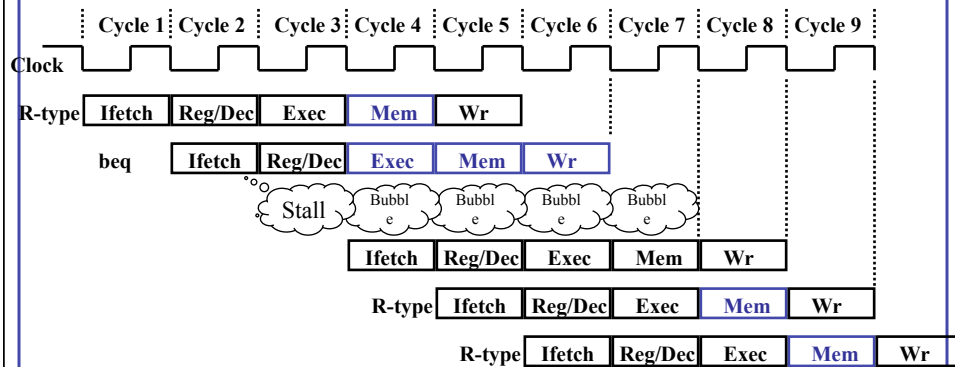 Cycle 1 Cycle 2 Cycle 3 Cycle 4 Cycle 5 Cycle 6 Cycle 7 Cycle 8 Cycle 9
Clock
R-type Ifetch Reg/Dec Exec Mem Wr
beq Ifetch Reg/Dec Exec Mem Wr
Stall Bubbl Bubbl Bubbl Bubbl
e e e e
Ifetch Reg/Dec Exec Mem Wr
R-type Ifetch Reg/Dec Exec Mem Wr
R-type Ifetch Reg/Dec Exec Mem Wr